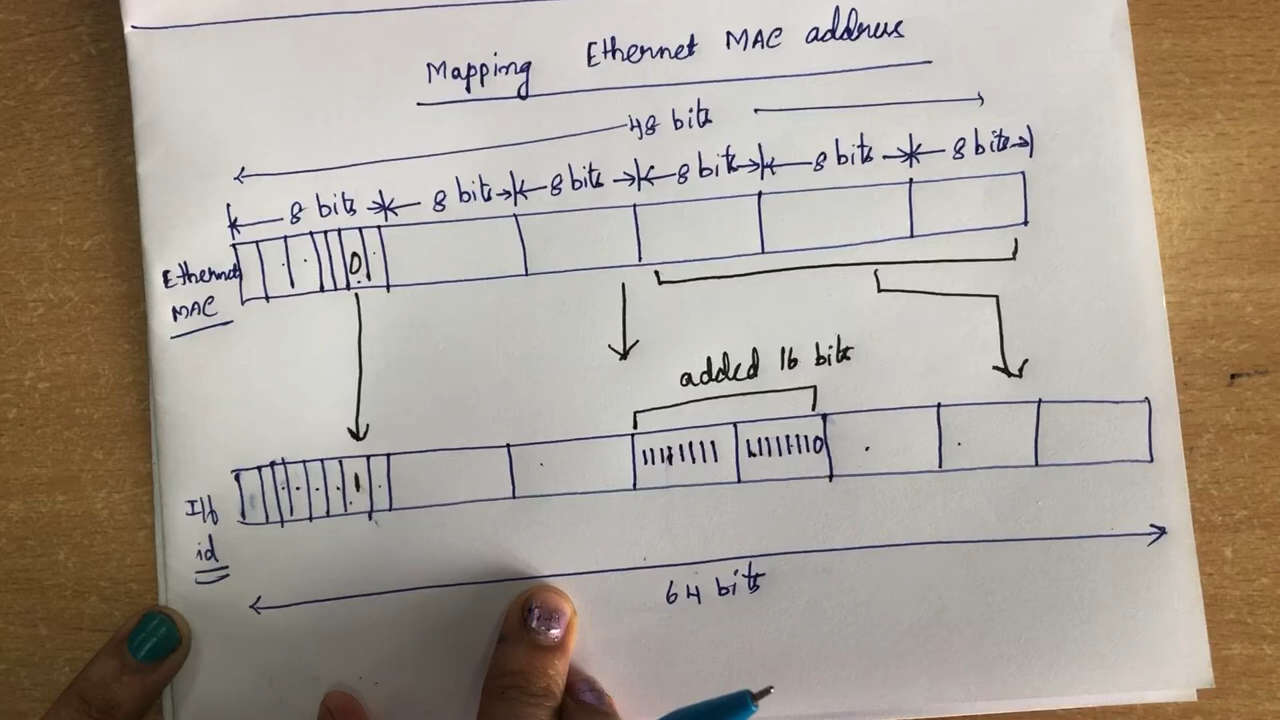 Mapping Ethernet MAC address
48 bits
8 bits 8 bits 8 bits 8 bits 8 bits 8 bits
Ethernet
MAC
0
added 16 bits
1 11111111 11111110
I/f
id
64 bits